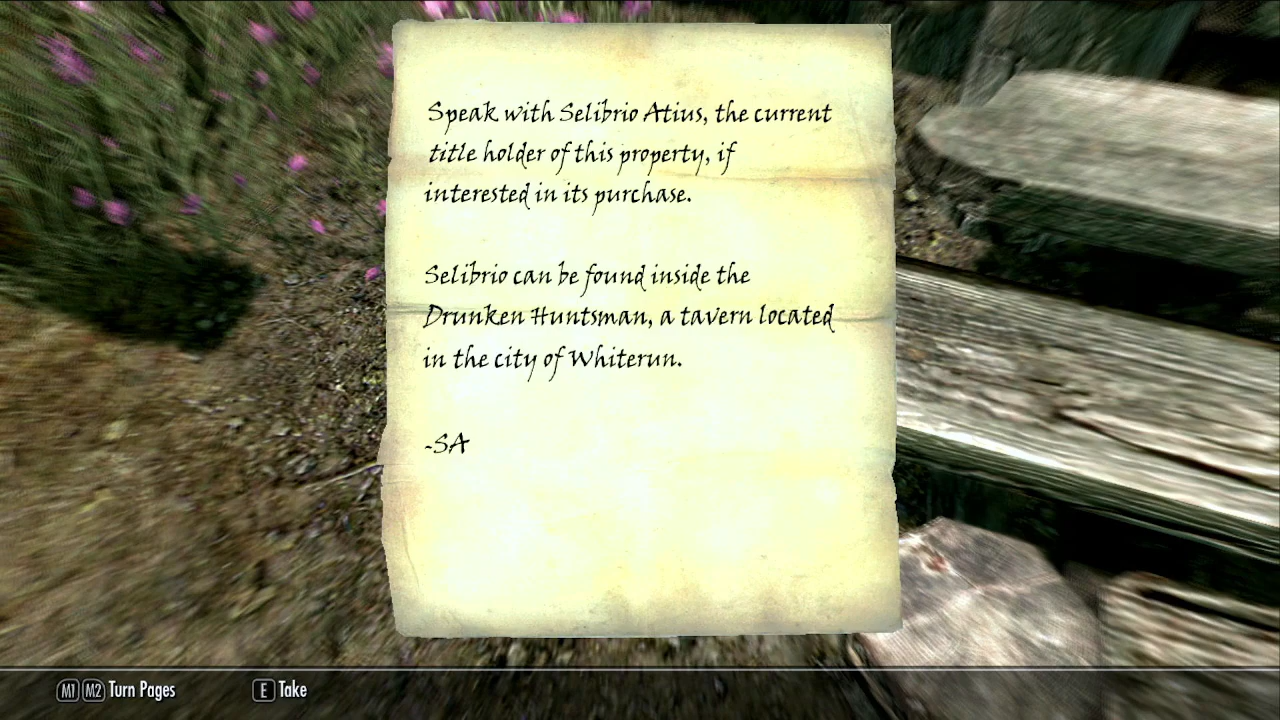 Speak with Selibrio Atius, the current
title holder of this property, if
interested in its purchase.
Selibrio can be found inside the
Drunken Huntsman, a tavern located
in the city of Whiterun.
-SA
M1 M2 Turn Pages
E Take